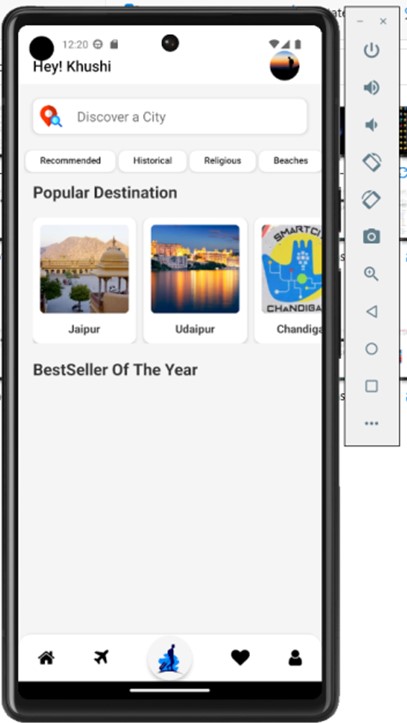 12:20
Hey! Khushi
Discover a City
Recommended Historical Religious Beaches
Popular Destination
SMARTCI
CHANDIGA
Jaipur Udaipur Chandiga
BestSeller Of The Year